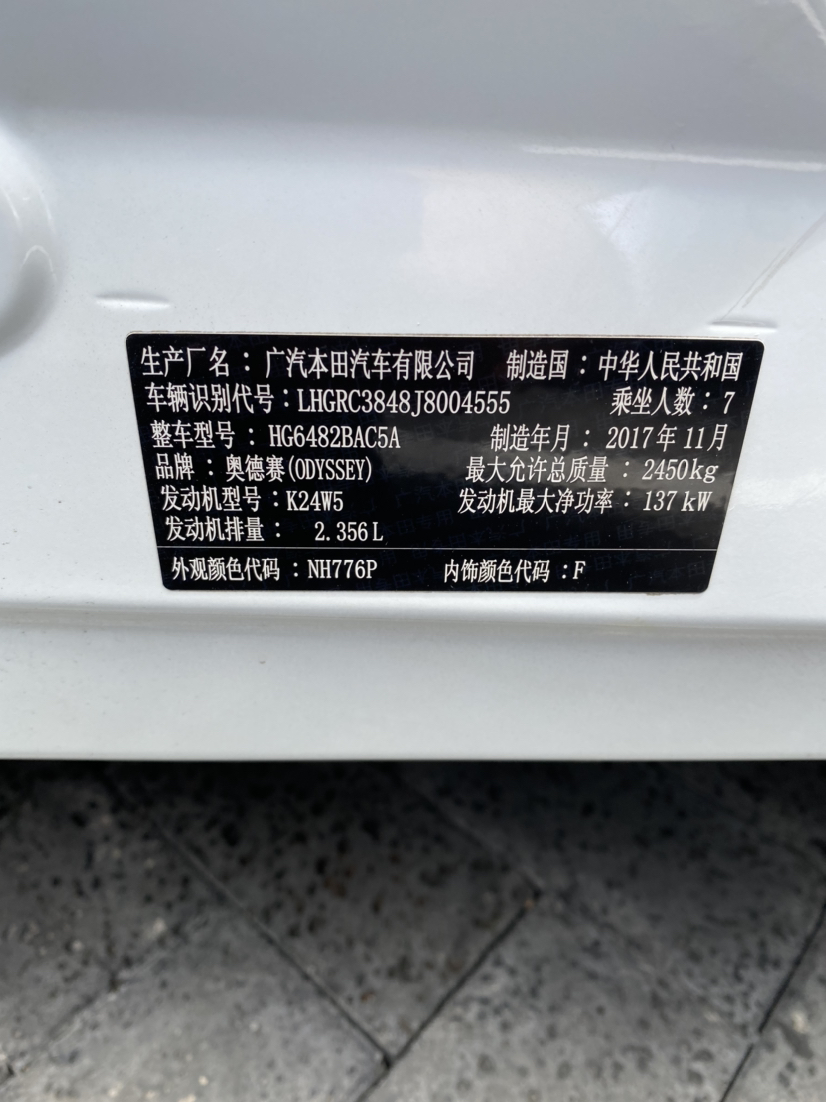 生产厂名：广汽本田汽车有限公司 制造国：中华人民共和国
车辆识别代号：LHGRC3848J8004555 乘坐人数：7
整车型号：HG6482BAC5A 制造年月：2017年11月
品牌：奥德赛(ODYSSEY) 最大允许总质量：2450kg
发动机型号：K24W5 发动机最大净功率：137kW
发动机排量：2.356L
外观颜色代码：NH776P 内饰颜色代码：F